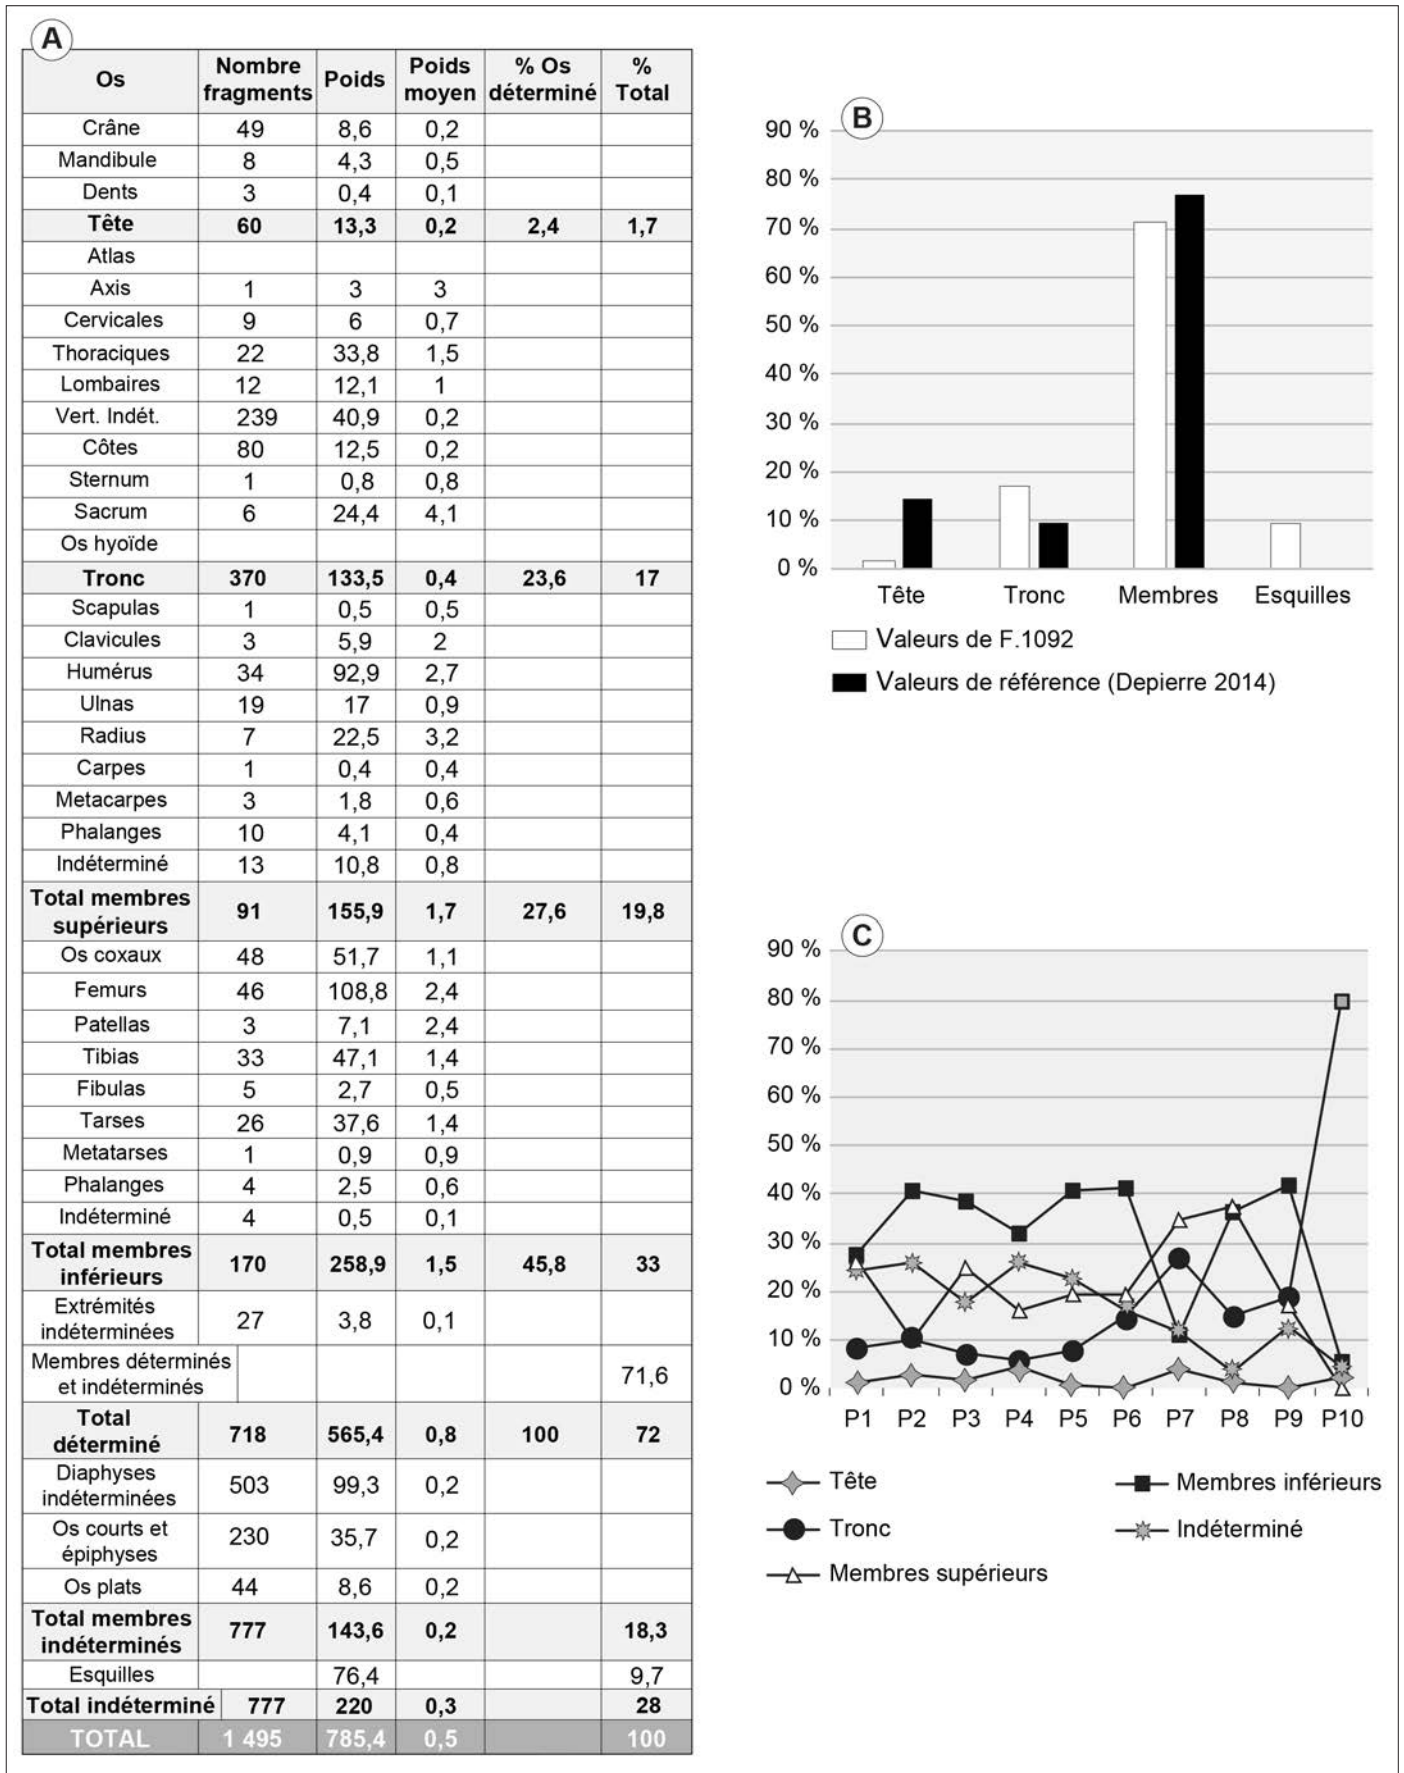 A
Os Nombre fragments Poids Poids moyen % Os déterminé % Total
Crâne 49 8,6 0,2
Mandibule 8 4,3 0,5
Dents 3 0,4 0,1
Tête 60 13,3 0,2 2,4 1,7
Atlas
Axis 1 3 3
Cervicales 9 6 0,7
Thoraciques 22 33,8 1,5
Lombaires 12 12,1 1
Vert. Indét. 239 40,9 0,2
Côtes 80 12,5 0,2
Sternum 1 0,8 0,8
Sacrum 6 24,4 4,1
Os hyoïde
Tronc 370 133,5 0,4 23,6 17
Scapulas 1 0,5 0,5
Clavicules 3 5,9 2
Humérus 34 92,9 2,7
Ulnas 19 17 0,9
Radius 7 22,5 3,2
Carpes 1 0,4 0,4
Metacarpes 3 1,8 0,6
Phalanges 10 4,1 0,4
Indéterminé 13 10,8 0,8
Total membres supérieurs 91 155,9 1,7 27,6 19,8
Os coxaux 48 51,7 1,1
Femurs 46 108,8 2,4
Patellas 3 7,1 2,4
Tibias 33 47,1 1,4
Fibulas 5 2,7 0,5
Tarses 26 37,6 1,4
Metatarses 1 0,9 0,9
Phalanges 4 2,5 0,6
Indéterminé 4 0,5 0,1
Total membres inférieurs 170 258,9 1,5 45,8 33
Extrémités indéterminées 27 3,8 0,1
Membres déterminés et indéterminés 71,6
Total déterminé 718 565,4 0,8 100 72
Diaphyses indéterminées 503 99,3 0,2
Os courts et épiphyses 230 35,7 0,2
Os plats 44 8,6 0,2
Total membres indéterminés 777 143,6 0,2 18,3
Esquilles 76,4 9,7
Total indéterminé 777 220 0,3 28
TOTAL 1 495 785,4 0,5 100
B
90 %
80 %
70 %
60 %
50 %
40 %
30 %
20 %
10 %
0 %
Tête Tronc Membres Esquilles
Valeurs de F.1092
Valeurs de référence (Depierre 2014)
C
90 %
80 %
70 %
60 %
50 %
40 %
30 %
20 %
10 %
0 %
P1 P2 P3 P4 P5 P6 P7 P8 P9 P10
Tête Membres inférieurs
Tronc Indéterminé
Membres supérieurs